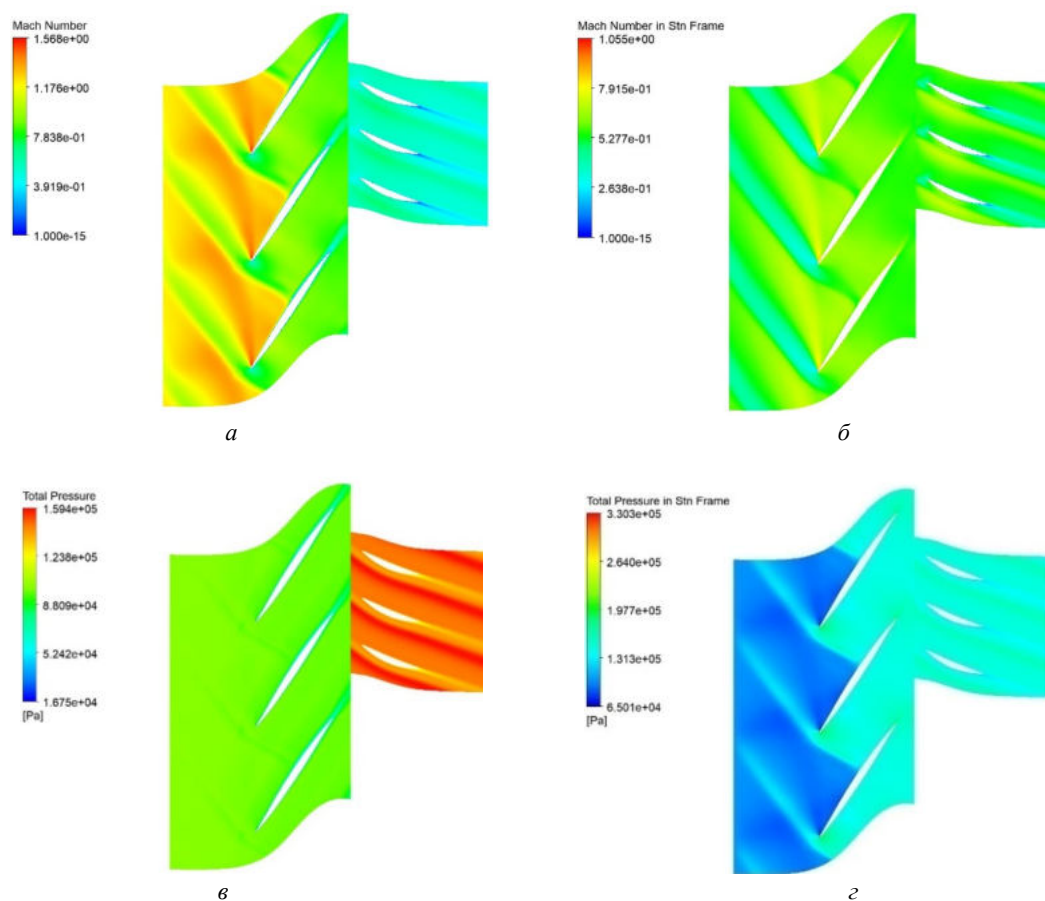 Mach Number
1.568e+00
1.176e+00
7.838e-01
3.919e-01
1.000e-15
а
Mach Number in Stn Frame
1.055e+00
7.915e-01
5.277e-01
2.638e-01
1.000e-15
б
Total Pressure
1.594e+05
1.238e+05
8.809e+04
5.242e+04
1.675e+04
[Pa]
в
Total Pressure in Stn Frame
3.303e+05
2.640e+05
1.977e+05
1.313e+05
6.501e+04
[Pa]
г